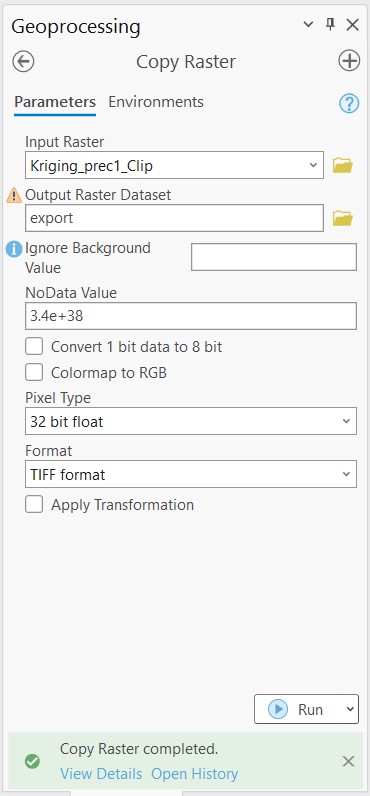 Geoprocessing
Copy Raster
Parameters Environments
Input Raster
Kriging_prec1_Clip
Output Raster Dataset
export
Ignore Background
Value
NoData Value
3.4e+38
Convert 1 bit data to 8 bit
Colormap to RGB
Pixel Type
32 bit float
Format
TIFF format
Apply Transformation
Run
Copy Raster completed.
View Details Open History